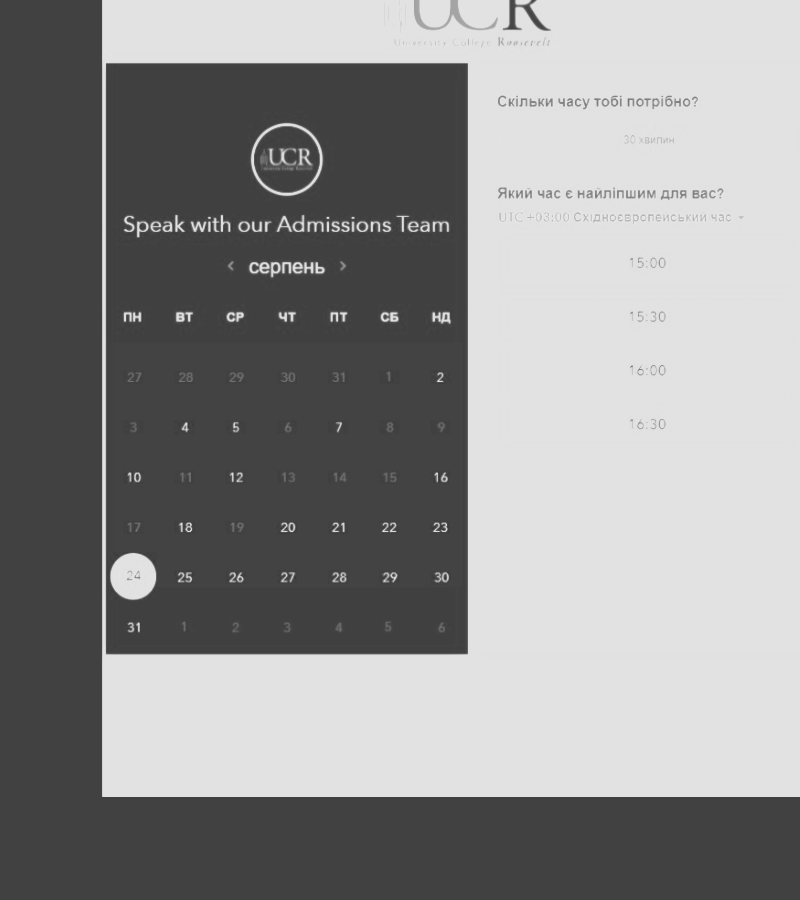 UCR
University College Roosevelt
UCR
Speak with our Admissions Team
‹ серпень ›
ПН ВТ СР ЧТ ПТ СБ НД
27 28 29 30 31 1 2
3 4 5 6 7 8 9
10 11 12 13 14 15 16
17 18 19 20 21 22 23
24 25 26 27 28 29 30
31 1 2 3 4 5 6
Скільки часу тобі потрібно?
30 хвилин
Який час є найліпшим для вас?
UTC +03:00 Східноєвропейський час
15:00
15:30
16:00
16:30